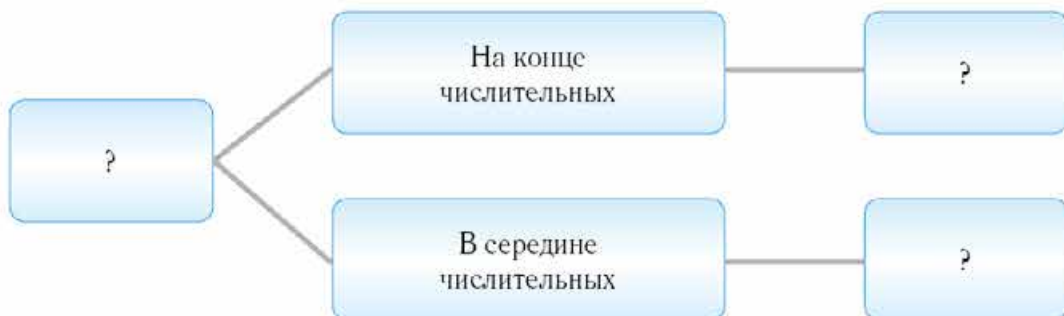 На конце
числительных
?
?
В середине
числительных
?